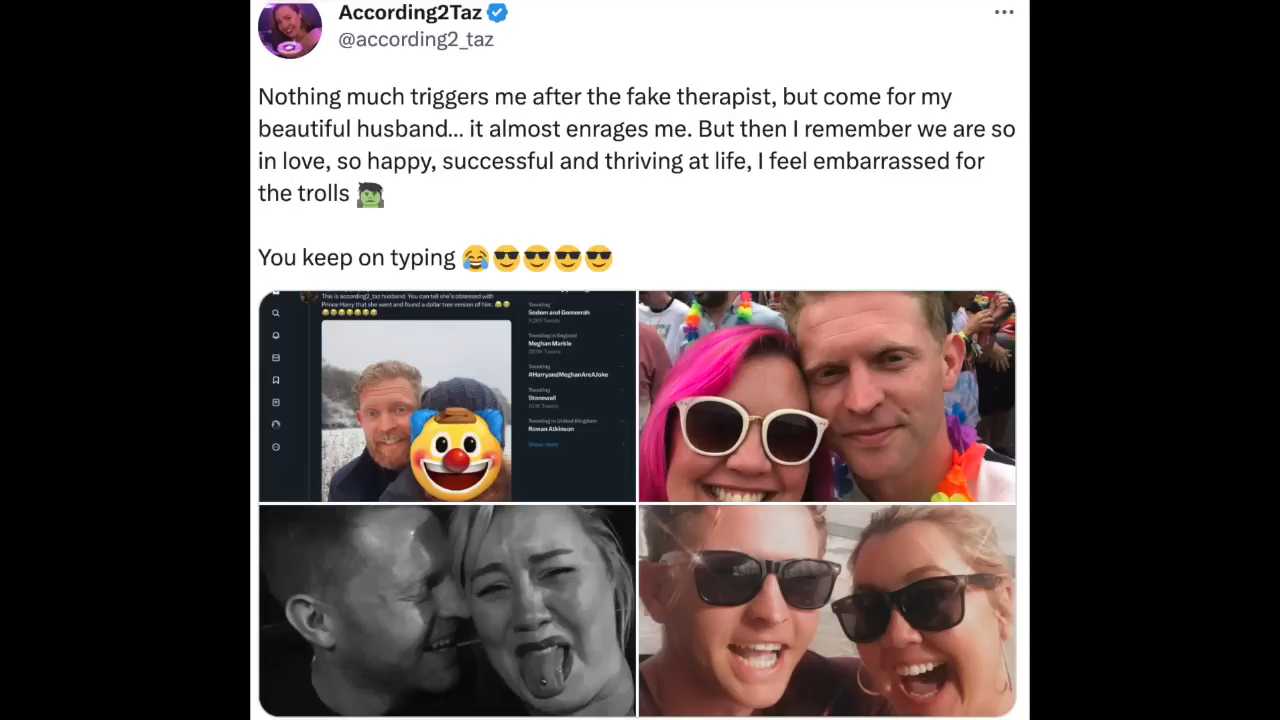 According2Taz
@according2_taz
Nothing much triggers me after the fake therapist, but come for my
beautiful husband... it almost enrages me. But then I remember we are so
in love, so happy, successful and thriving at life, I feel embarrassed for
the trolls 🧟
You keep on typing 😂😎😎😎😎
This is according2_taz husband. You can tell she's obsessed with
Prince Harry that she went and found a dollar tree version of him. 😭😭
😭😭😭😭😭😭😭
Trending
Sodom and Gomorrah
Trending in England
Meghan Markle
Trending
#HarryandMeghanAreAJoke
Trending
Stonewall
Trending in United Kingdom
Rowan Atkinson
Show more